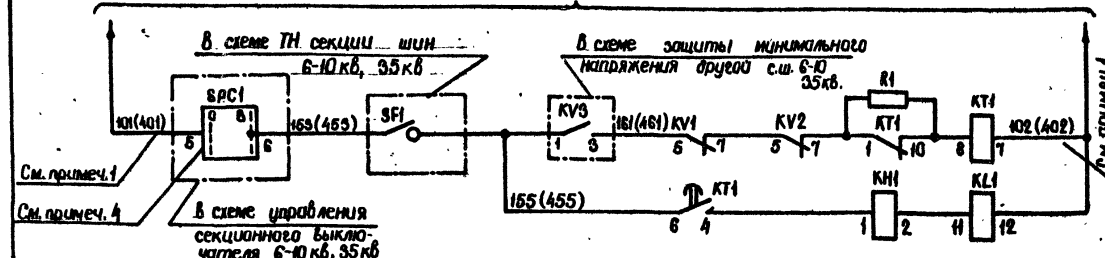 В схеме ТН секции шин
6-10 кв, 35 кв
В схеме защиты минимального
напряжения другой с.ш. 6-10
35кв.
SAC1
0 В
101(401)
5
6
153(453)
SF1
KV3
1 3
161(461)
KV1
5 7
KV2
5 7
R1
KT1
1 10
KT1
8 7
102(402)
См. примеч. 1
См. примеч. 4
В схеме управления
секционного выклю-
чателя 6-10 кв, 35 кв
155(455)
KT1
6 4
KH1
1 2
KL1
11 12